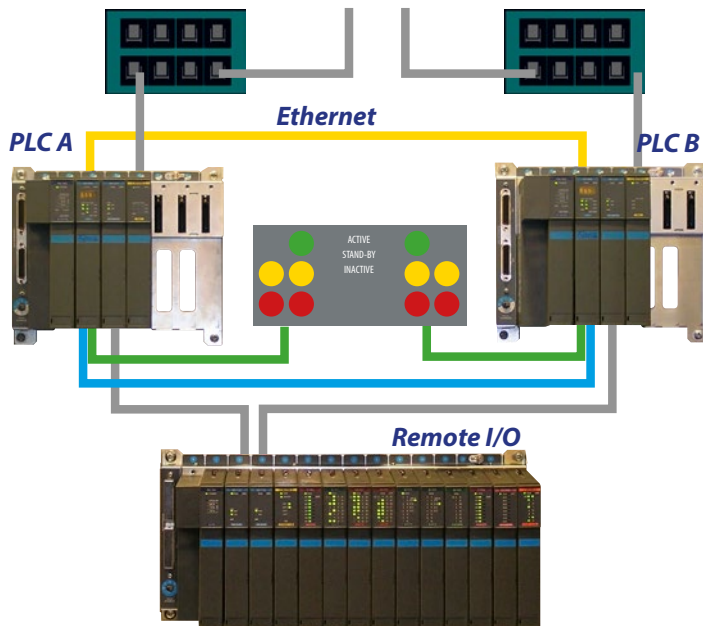 Ethernet
PLC A
PLC B
ACTIVE
STAND-BY
INACTIVE
Remote I/O